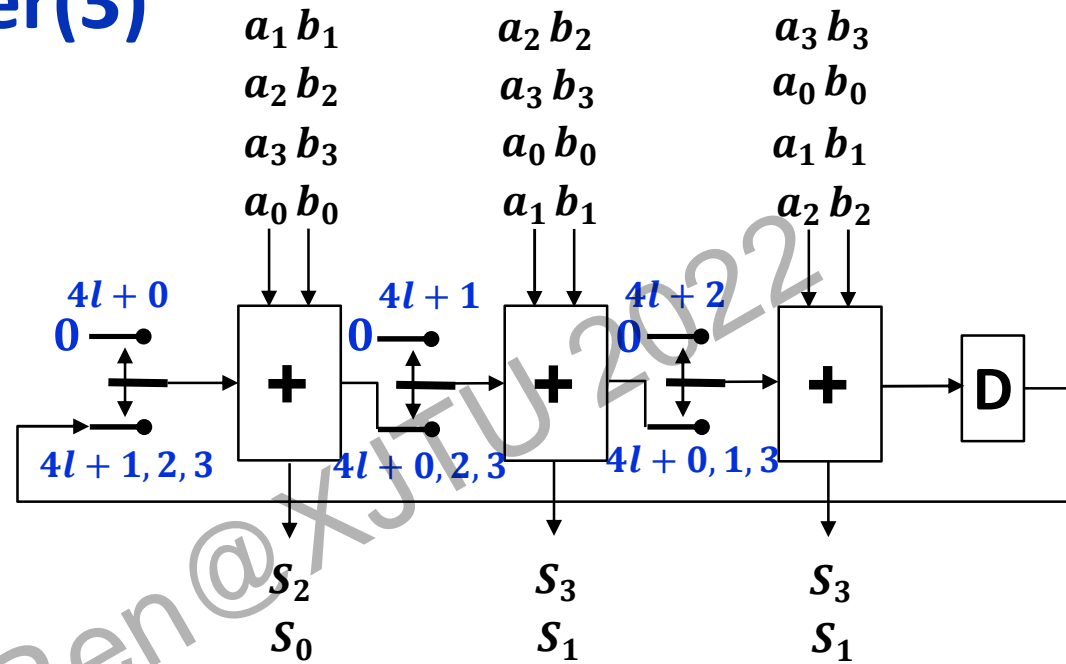 er(3)
a₁ b₁ a₂ b₂ a₃ b₃
a₂ b₂ a₃ b₃ a₀ b₀
a₃ b₃ a₀ b₀ a₁ b₁
a₀ b₀ a₁ b₁ a₂ b₂
4l + 0 4l + 1 4l + 2
0 0 0
+ + + D
4l + 1, 2, 3 4l + 0, 2, 3 4l + 0, 1, 3
S₂ S₃ S₃
S₀ S₁ S₁
Ren@XJTU 2022